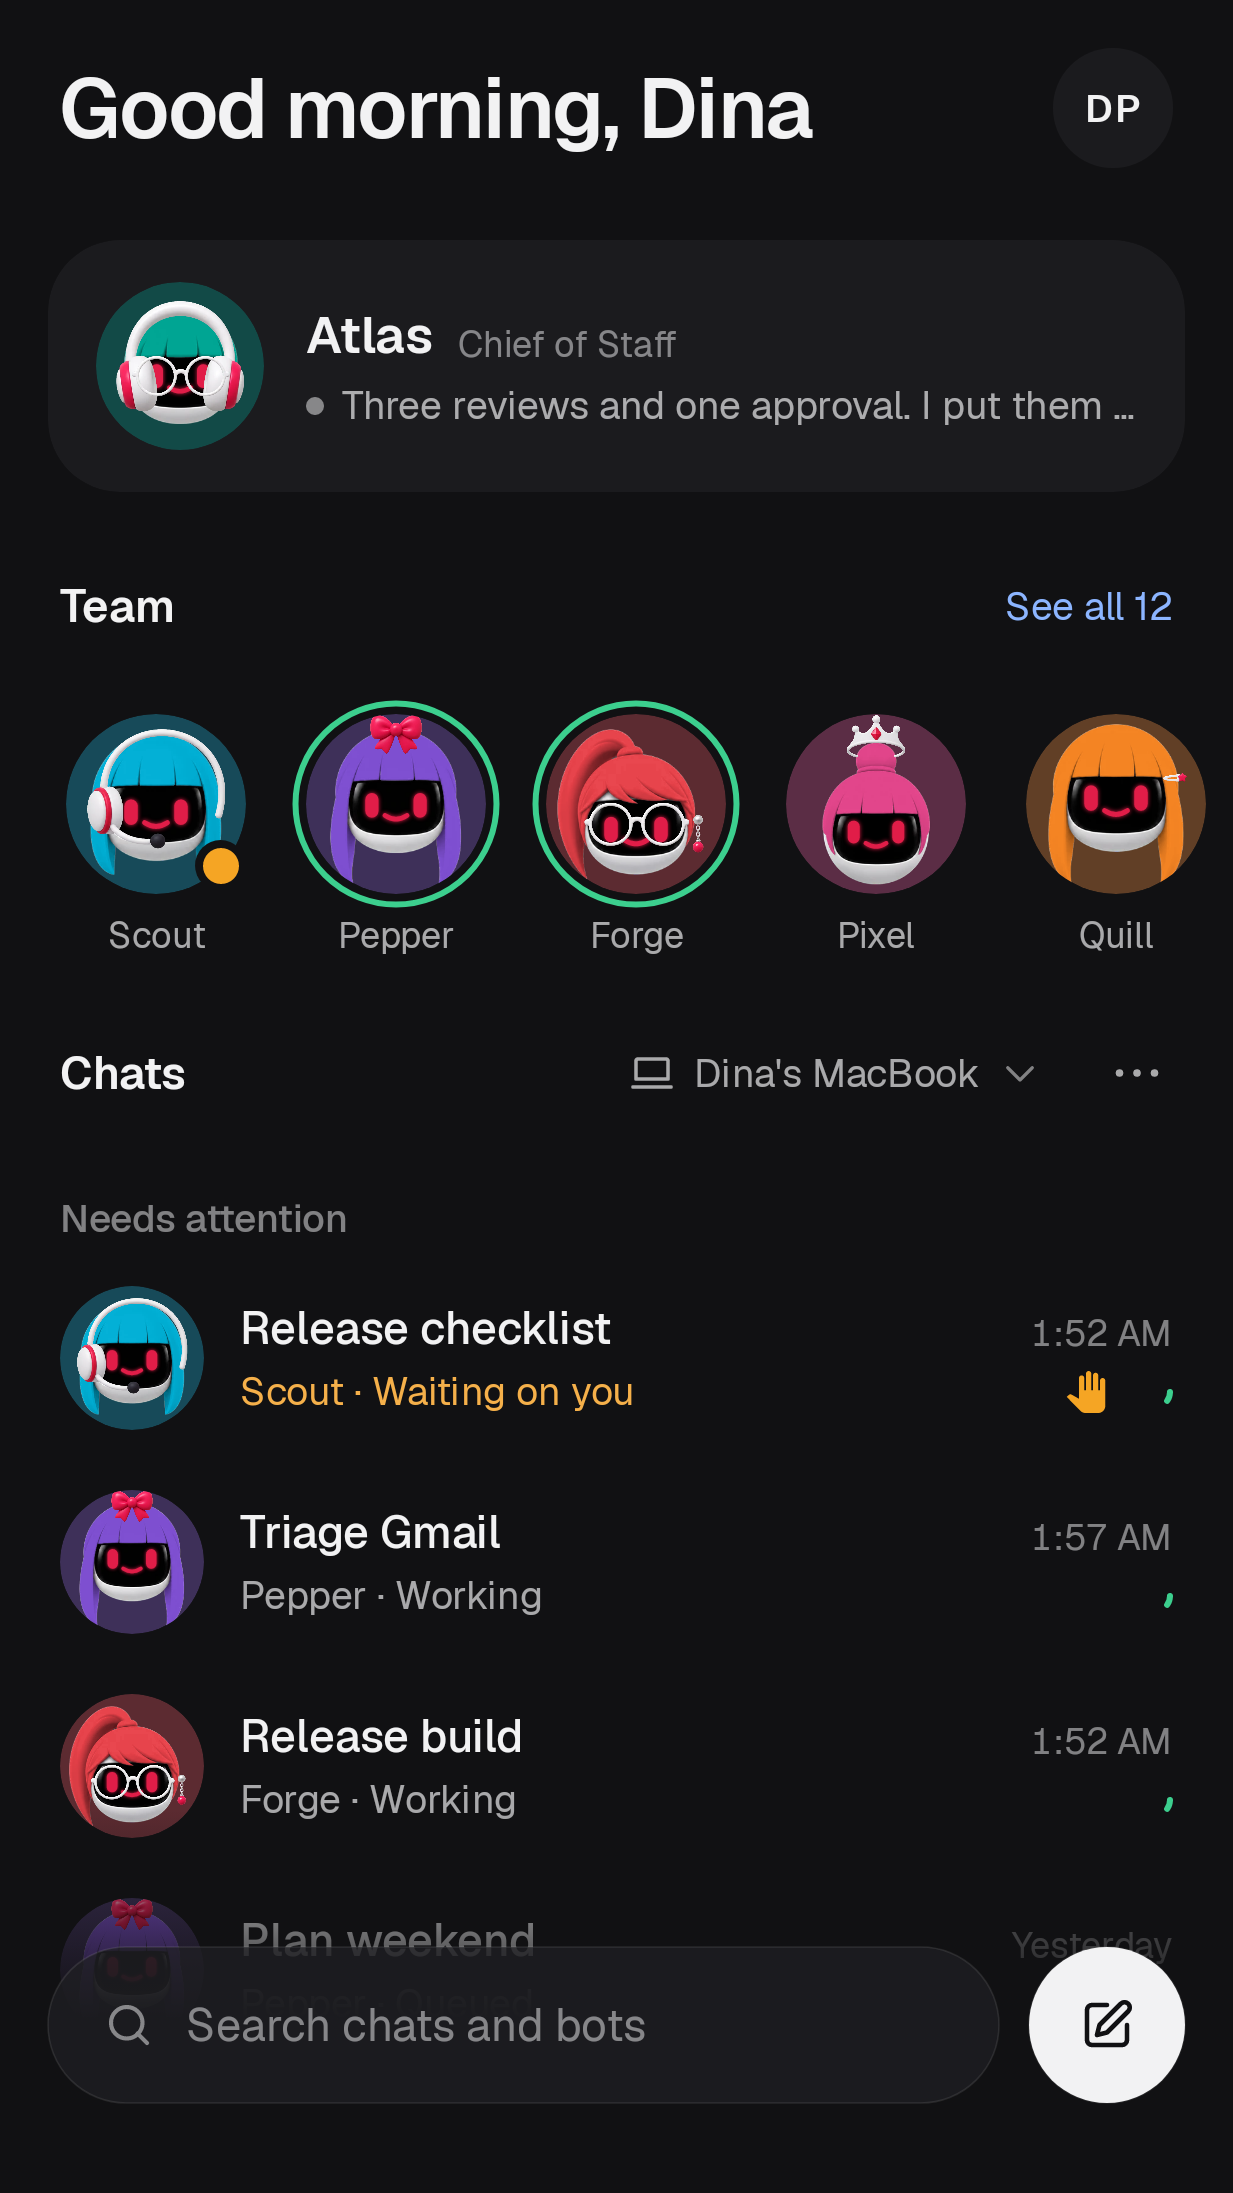 Good morning, Dina
DP
Atlas Chief of Staff
Three reviews and one approval. I put them ...
Team
See all 12
Scout
Pepper
Forge
Pixel
Quill
Chats
Dina's MacBook
Needs attention
Release checklist
1:52 AM
Scout · Waiting on you
Triage Gmail
1:57 AM
Pepper · Working
Release build
1:52 AM
Forge · Working
Plan weekend
Yesterday
Pepper · Queued
Search chats and bots